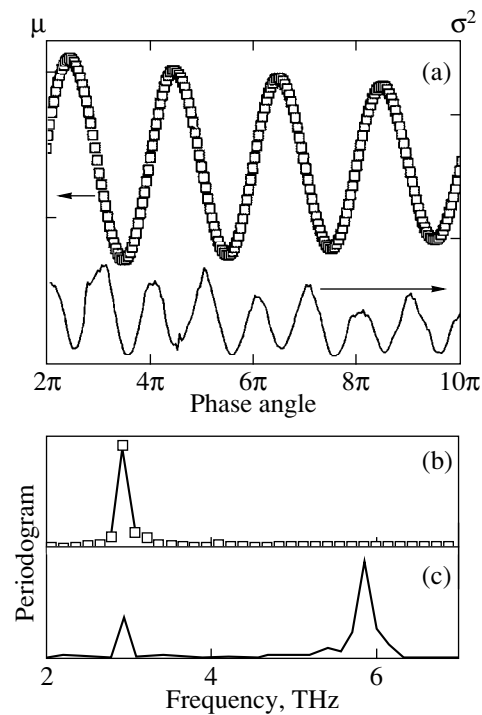 μ σ²
(a)
2π 4π 6π 8π 10π
Phase angle
Periodogram
(b)
(c)
2 4 6
Frequency, THz